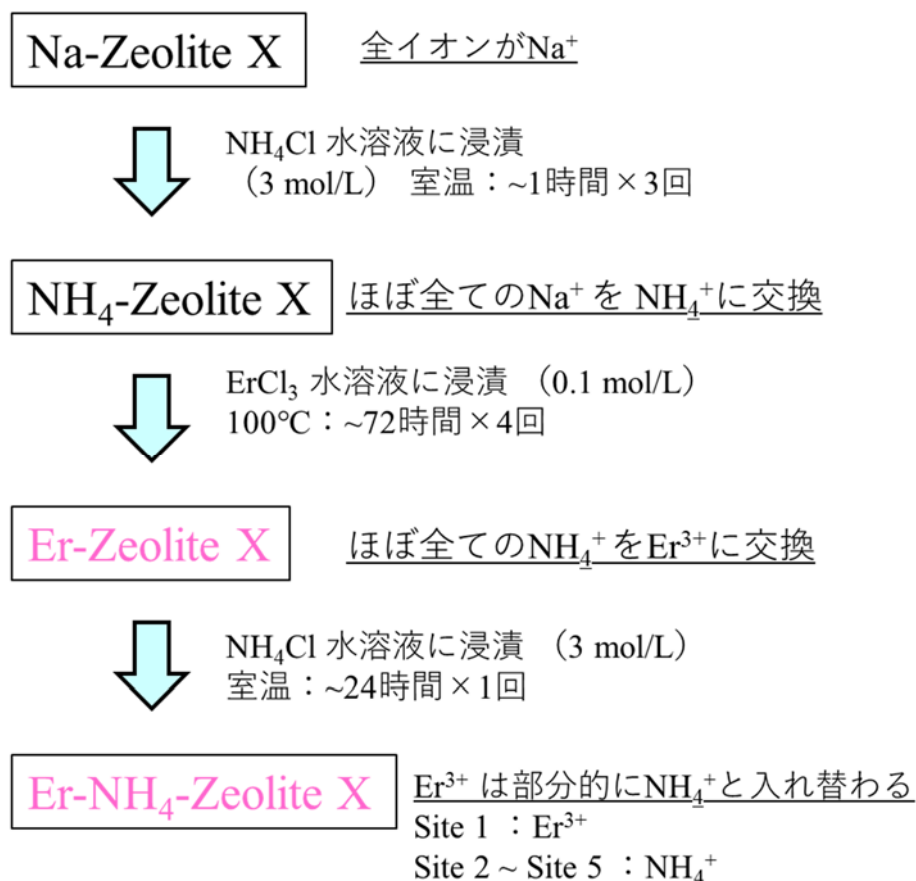 Na-Zeolite X
全イオンがNa⁺
NH₄Cl 水溶液に浸漬
（3 mol/L） 室温：~1時間×3回
NH₄-Zeolite X
ほぼ全てのNa⁺ を NH₄⁺に交換
ErCl₃ 水溶液に浸漬 （0.1 mol/L）
100℃：~72時間×4回
Er-Zeolite X
ほぼ全てのNH₄⁺をEr³⁺に交換
NH₄Cl 水溶液に浸漬 （3 mol/L）
室温：~24時間×1回
Er-NH₄-Zeolite X
Er³⁺ は部分的にNH₄⁺と入れ替わる
Site 1 ：Er³⁺
Site 2 ~ Site 5 ：NH₄⁺